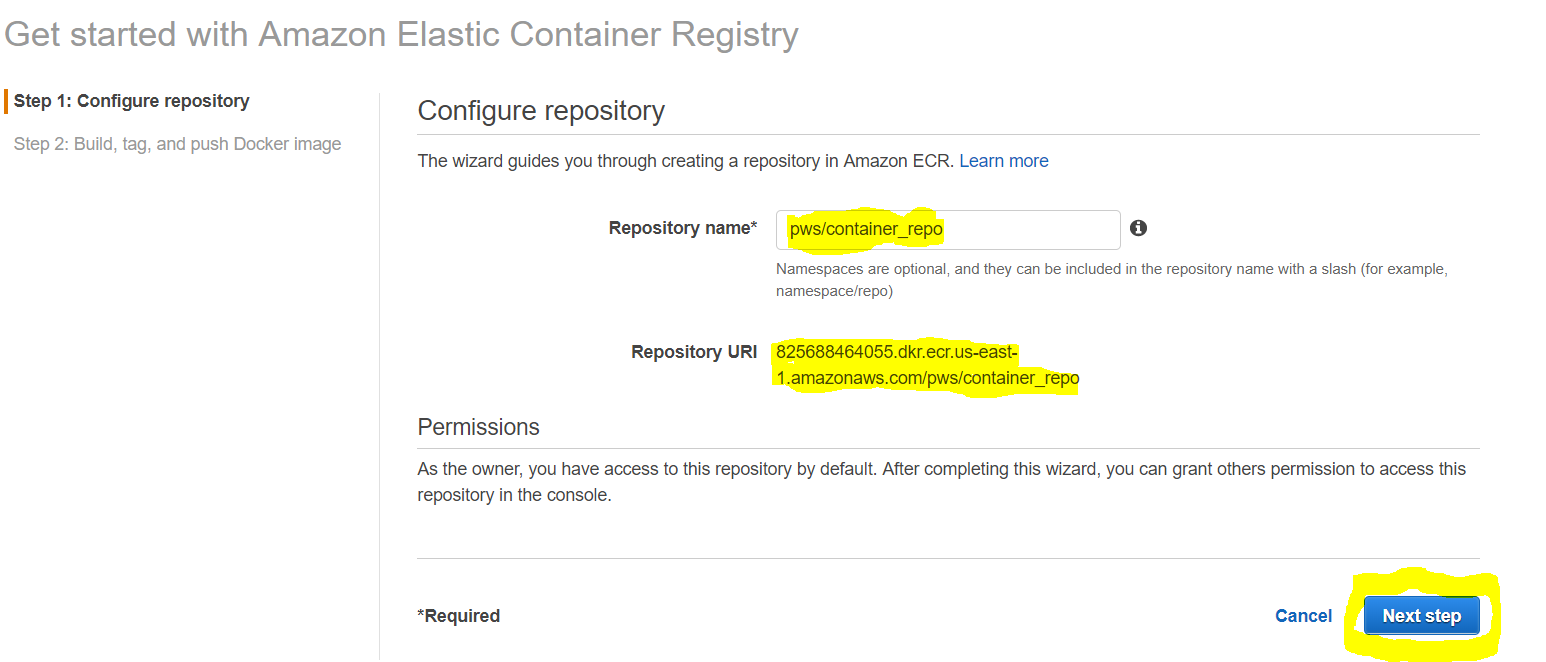 Get started with Amazon Elastic Container Registry
Step 1: Configure repository
Step 2: Build, tag, and push Docker image
Configure repository
The wizard guides you through creating a repository in Amazon ECR. Learn more
Repository name* pws/container_repo
Namespaces are optional, and they can be included in the repository name with a slash (for example,
namespace/repo)
Repository URI 825688464055.dkr.ecr.us-east-
1.amazonaws.com/pws/container_repo
Permissions
As the owner, you have access to this repository by default. After completing this wizard, you can grant others permission to access this
repository in the console.
*Required Cancel Next step